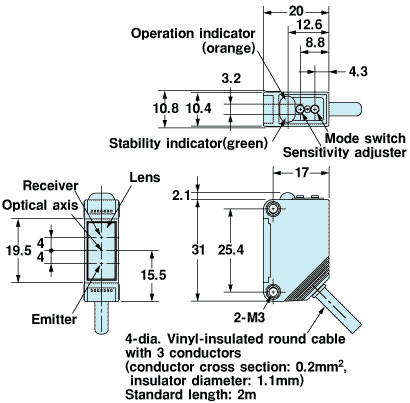 20
12.6
8.8
4.3
Operation indicator
(orange)
3.2
10.8
10.4
Stability indicator(green)
Mode switch
Sensitivity adjuster
Lens
Receiver
Optical axis
19.5
4
4
15.5
Emitter
17
2.1
31
25.4
2-M3
4-dia. Vinyl-insulated round cable
with 3 conductors
(conductor cross section: 0.2mm²,
insulator diameter: 1.1mm)
Standard length: 2m